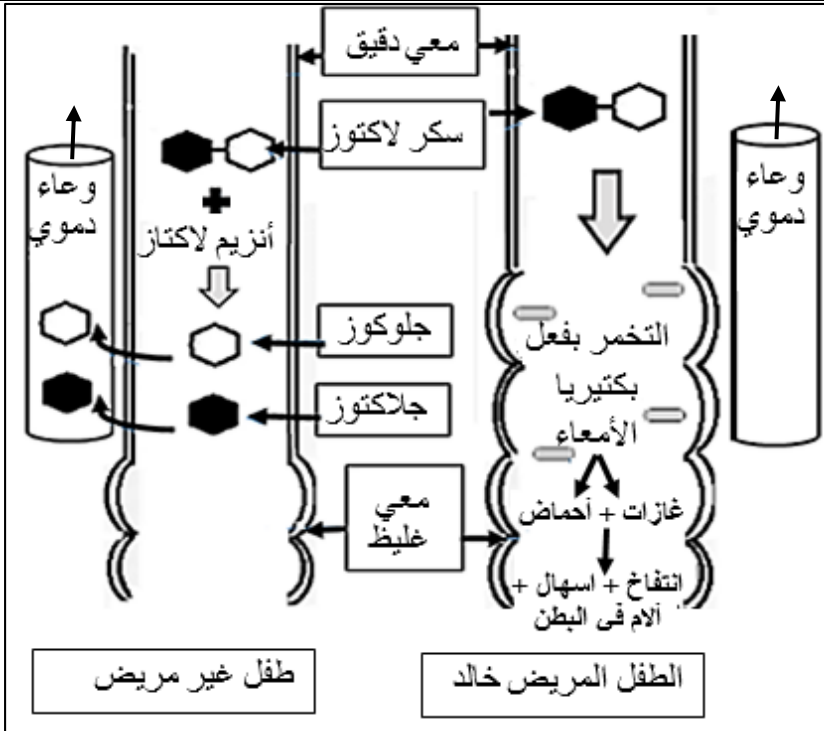 معي دقيق
سكر لاكتوز
وعاء
دموي
وعاء
دموي
أنزيم لاكتاز
جلوكوز
جلاكتوز
التخمر بفعل
بكتيريا
الأمعاء
معي
غليظ
غازات + أحماض
انتفاخ + اسهال +
آلام في البطن
الطفل المريض خالد
طفل غير مريض